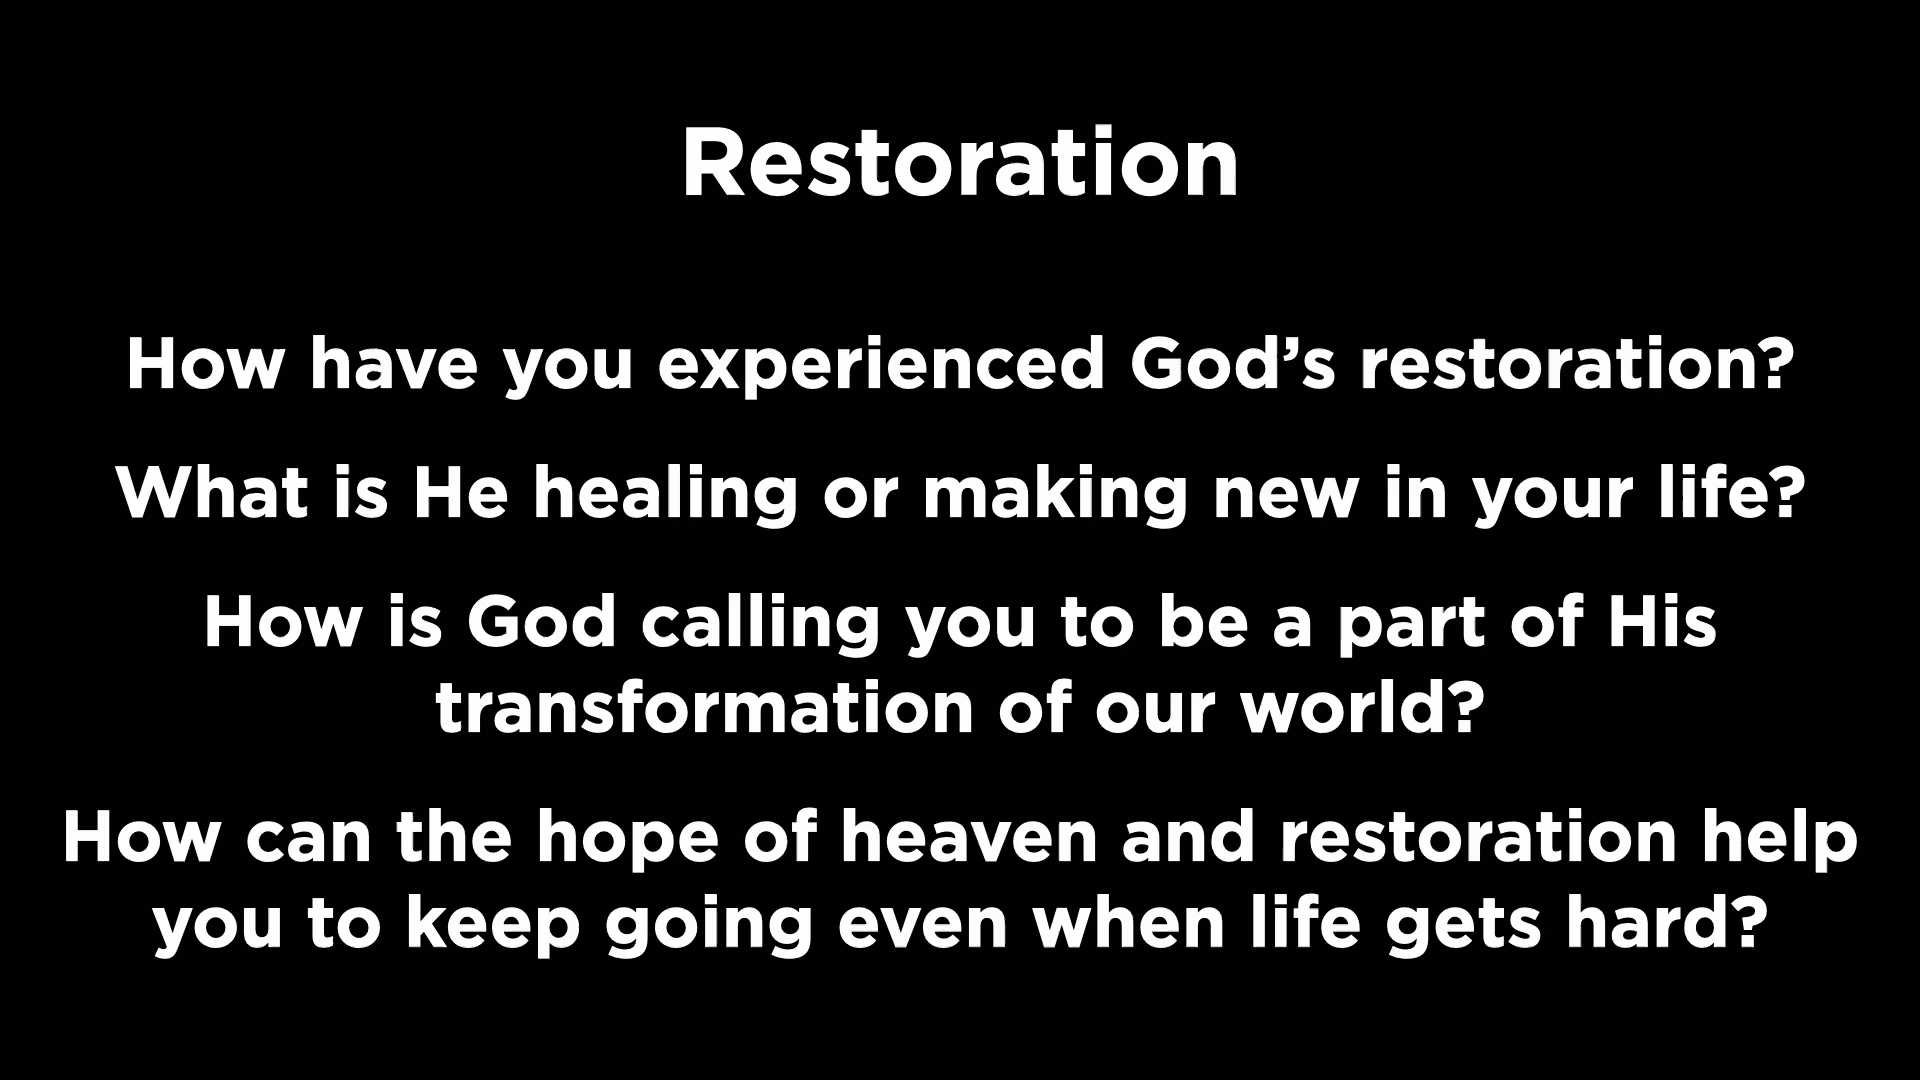 Restoration
How have you experienced God’s restoration?
What is He healing or making new in your life?
How is God calling you to be a part of His
transformation of our world?
How can the hope of heaven and restoration help
you to keep going even when life gets hard?